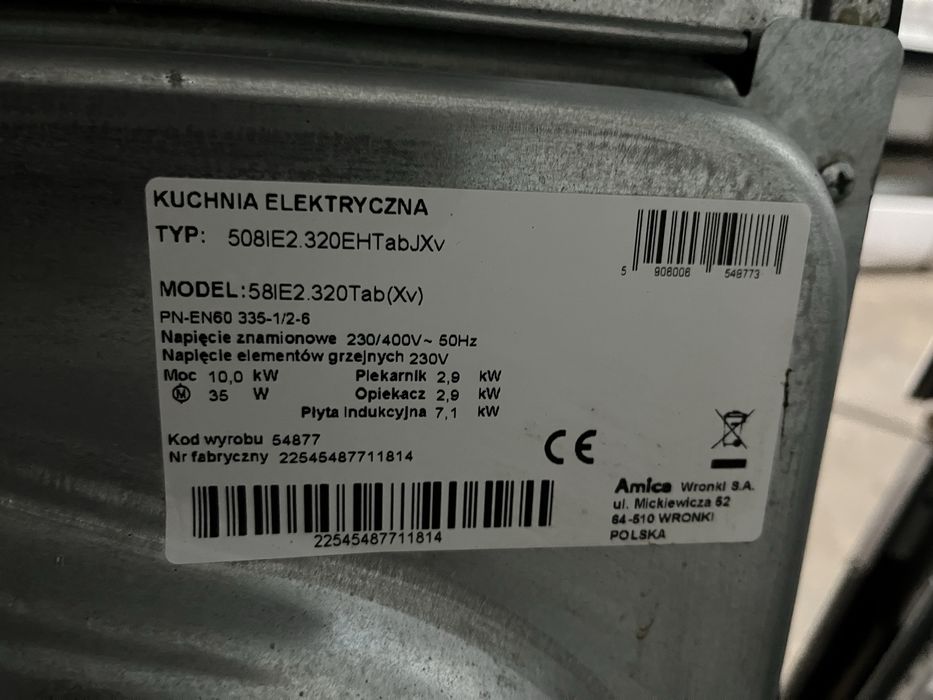 KUCHNIA ELEKTRYCZNA
TYP: 508IE2.320EHTabJXv
5 906006 548773
MODEL: 58IE2.320Tab(Xv)
PN-EN60 335-1/2-6
Napięcie znamionowe 230/400V~ 50Hz
Napięcie elementów grzejnych 230V
Moc 10,0 kW Piekarnik 2,9 kW
M 35 W Opiekacz 2,9 kW
Płyta indukcyjna 7,1 kW
Kod wyrobu 54877
Nr fabryczny 22545487711814
CE
22545487711814
Amica Wronki S.A.
ul. Mickiewicza 52
64-510 WRONKI
POLSKA